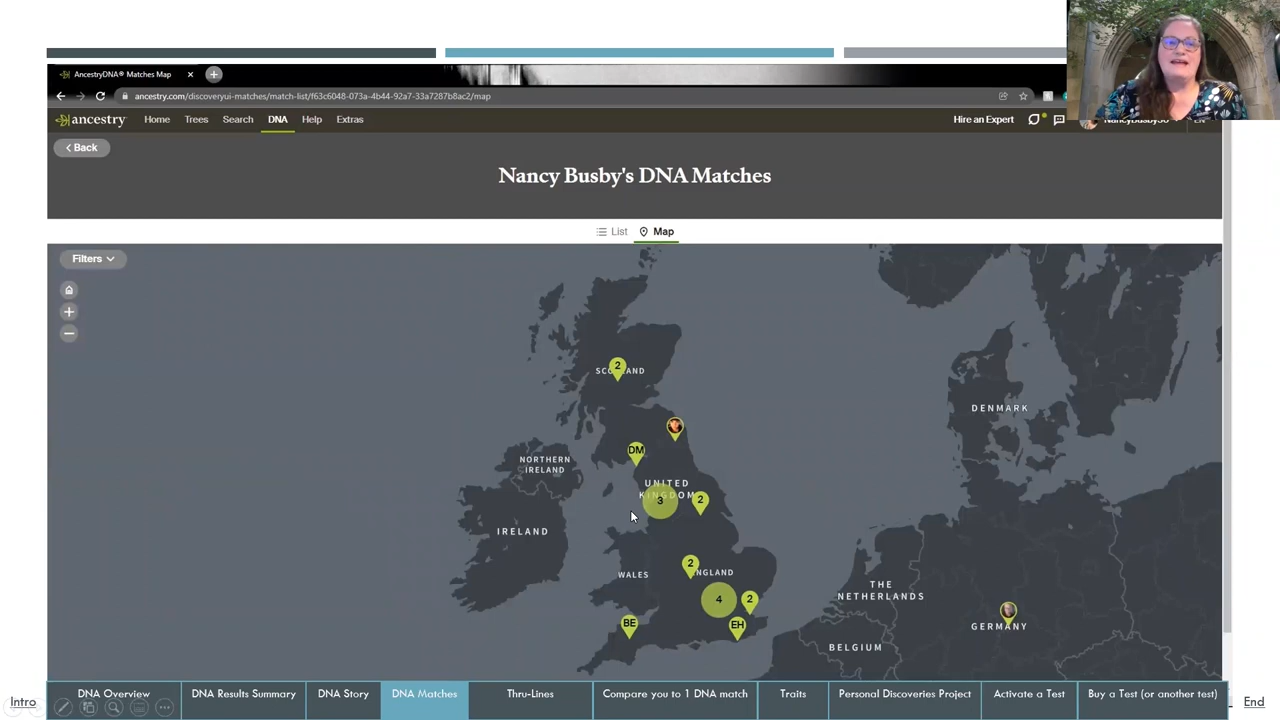 AncestryDNA® Matches Map
ancestry.com/discoveryui-matches/match-list/f63c6048-073a-4b44-92a7-33a7287b8ac2/map
ancestry Home Trees Search DNA Help Extras Hire an Expert
Back
Nancy Busby's DNA Matches
List Map
Filters
2
SCOTLAND
DM
NORTHERN
IRELAND
UNITED
KINGDOM
3
2
DENMARK
IRELAND
2
ENGLAND
WALES
4
2
THE
NETHERLANDS
BE
EH
GERMANY
BELGIUM
Intro
DNA Overview
DNA Results Summary
DNA Story
DNA Matches
Thru-Lines
Compare you to 1 DNA match
Traits
Personal Discoveries Project
Activate a Test
Buy a Test (or another test)
End